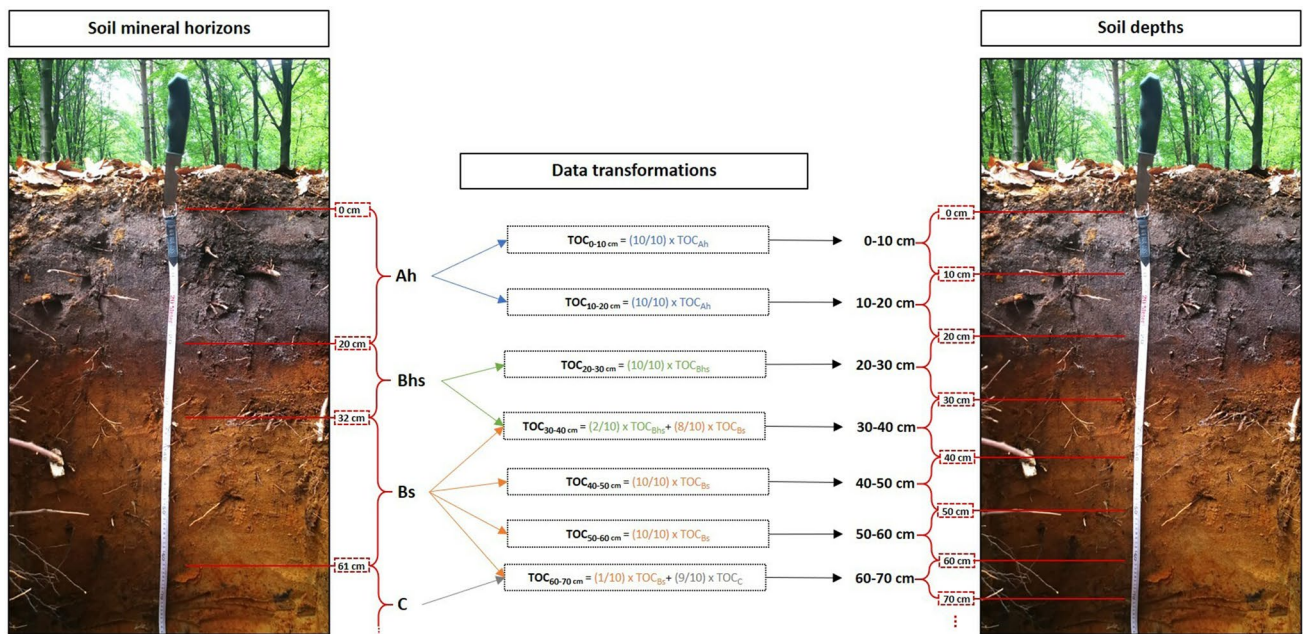 Soil mineral horizons
Soil depths
Data transformations
0 cm
20 cm
32 cm
61 cm
Ah
Bhs
Bs
C
TOC0-10 cm = (10/10) x TOCAh
TOC10-20 cm = (10/10) x TOCAh
TOC20-30 cm = (10/10) x TOCBhs
TOC30-40 cm = (2/10) x TOCBhs+ (8/10) x TOCBs
TOC40-50 cm = (10/10) x TOCBs
TOC50-60 cm = (10/10) x TOCBs
TOC60-70 cm = (1/10) x TOCBs+ (9/10) x TOCC
0-10 cm
10-20 cm
20-30 cm
30-40 cm
40-50 cm
50-60 cm
60-70 cm
0 cm
10 cm
20 cm
30 cm
40 cm
50 cm
60 cm
70 cm